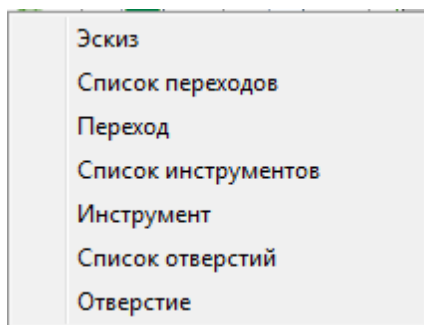 Эскиз
Список переходов
Переход
Список инструментов
Инструмент
Список отверстий
Отверстие